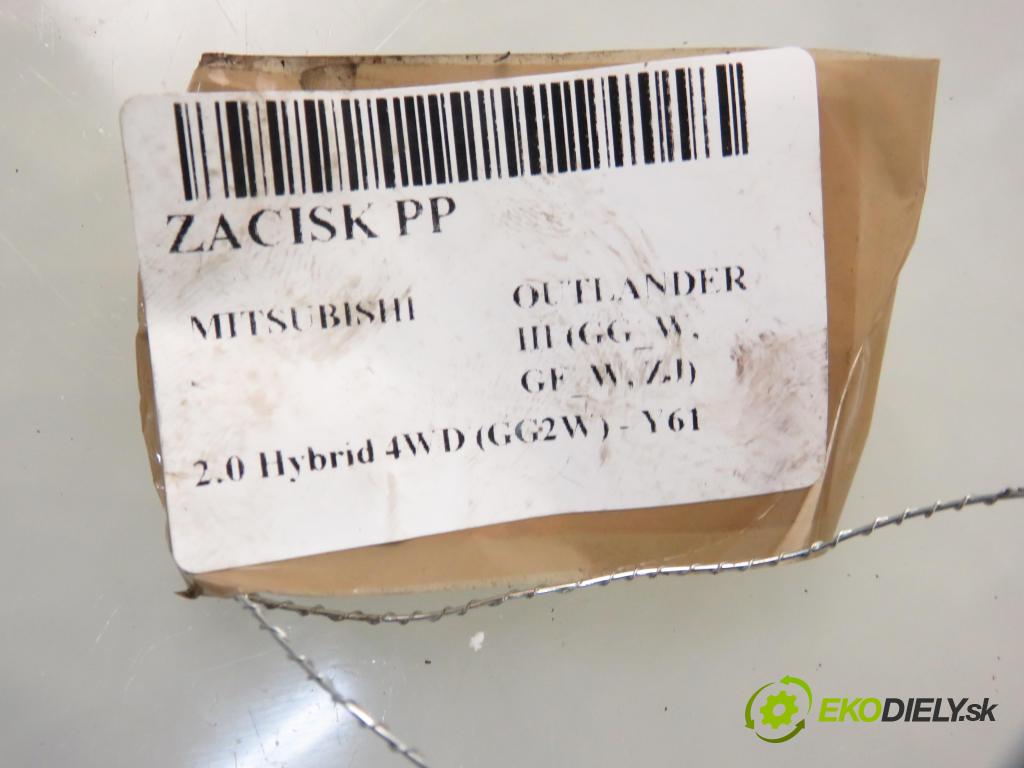 ZACISK PP
MITSUBISHI
OUTLANDER
III (GG_W,
GF_W, ZJ)
2.0 Hybrid 4WD (GG2W) - Y61
EKODIELY.sk